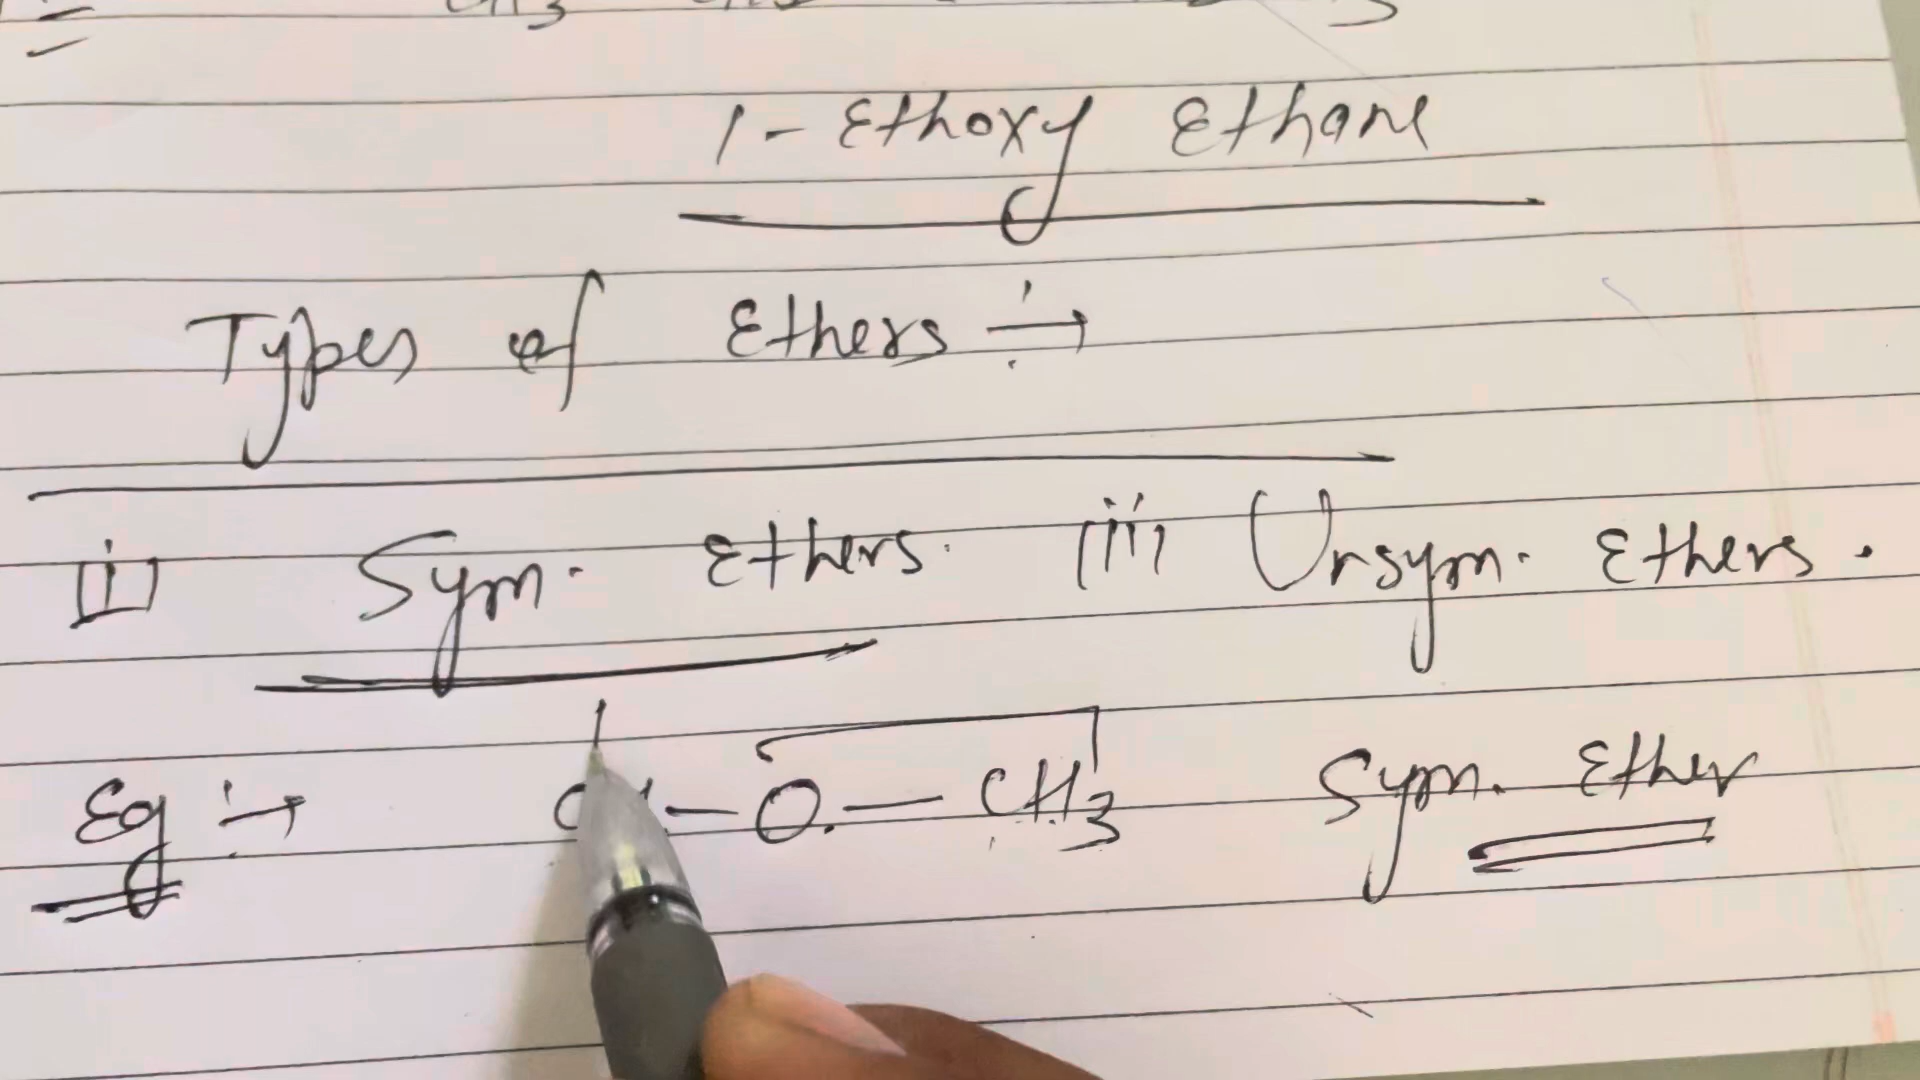 1- Ethoxy Ethane
Types of Ethers :→
(i) Sym. Ethers. (ii) Unsym. Ethers.
Eg :→ -O.— CH3 Sym. Ether